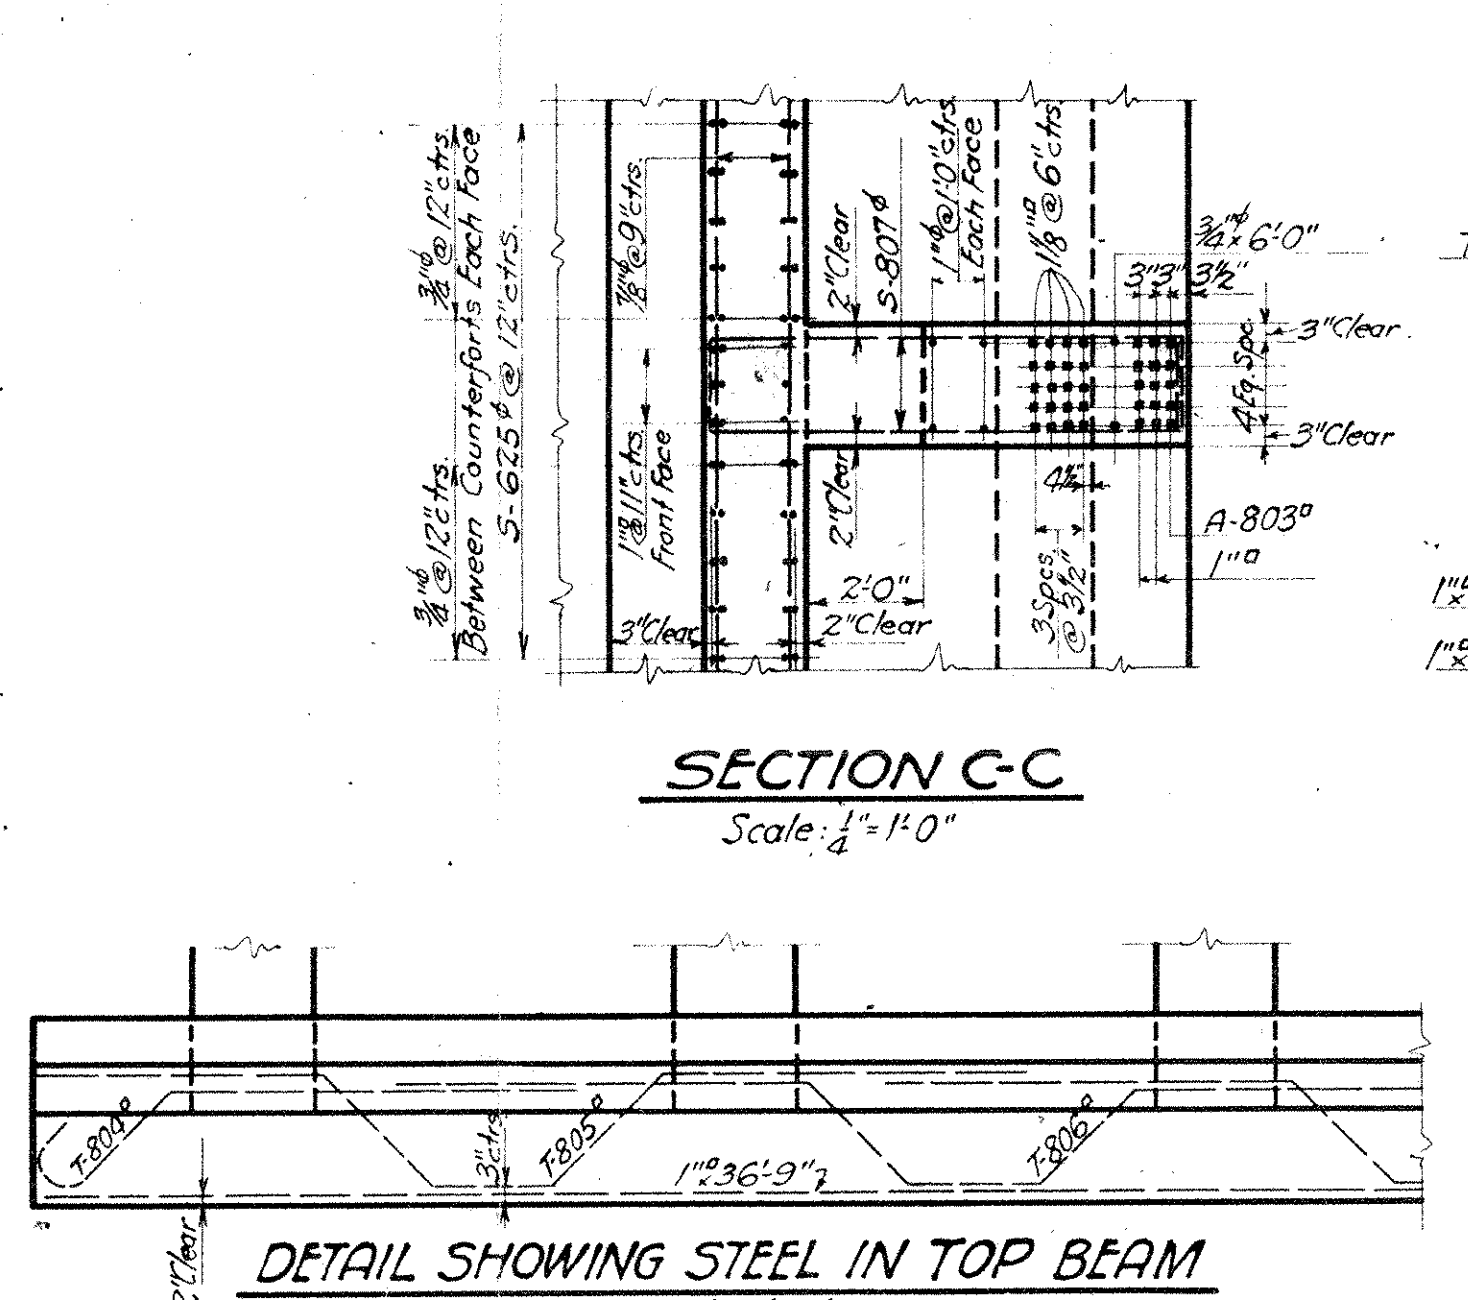 3/4"ϕ @ 12" ctrs.
Between Counterforts Each Face
3/4"ϕ @ 12" ctrs.
S-625ϕ @ 12" ctrs.
7/8"ϕ @ 9" ctrs.
1"ϕ @ 11" ctrs.
Front Face
3" Clear
2" Clear
S-807ϕ
1"ϕ @ 1'-0" ctrs.
Each Face
1 1/8"□ @ 6" ctrs.
3/4"ϕ x 6'-0"
3" 3" 3 1/2"
3" Clear
4 Eq. Spc.
3" Clear
2" Clear
4 1/2"
A-803□
1"□
2'-0"
2" Clear
3 Spcs.
@ 3 1/2"
1"□
x
1"□
x
SECTION C-C
Scale: 1/4" = 1'-0"
T-804□
3" ctrs.
T-805□
1"□ x 36'-9"
T-806□
2" Clear
DETAIL SHOWING STEEL IN TOP BEAM